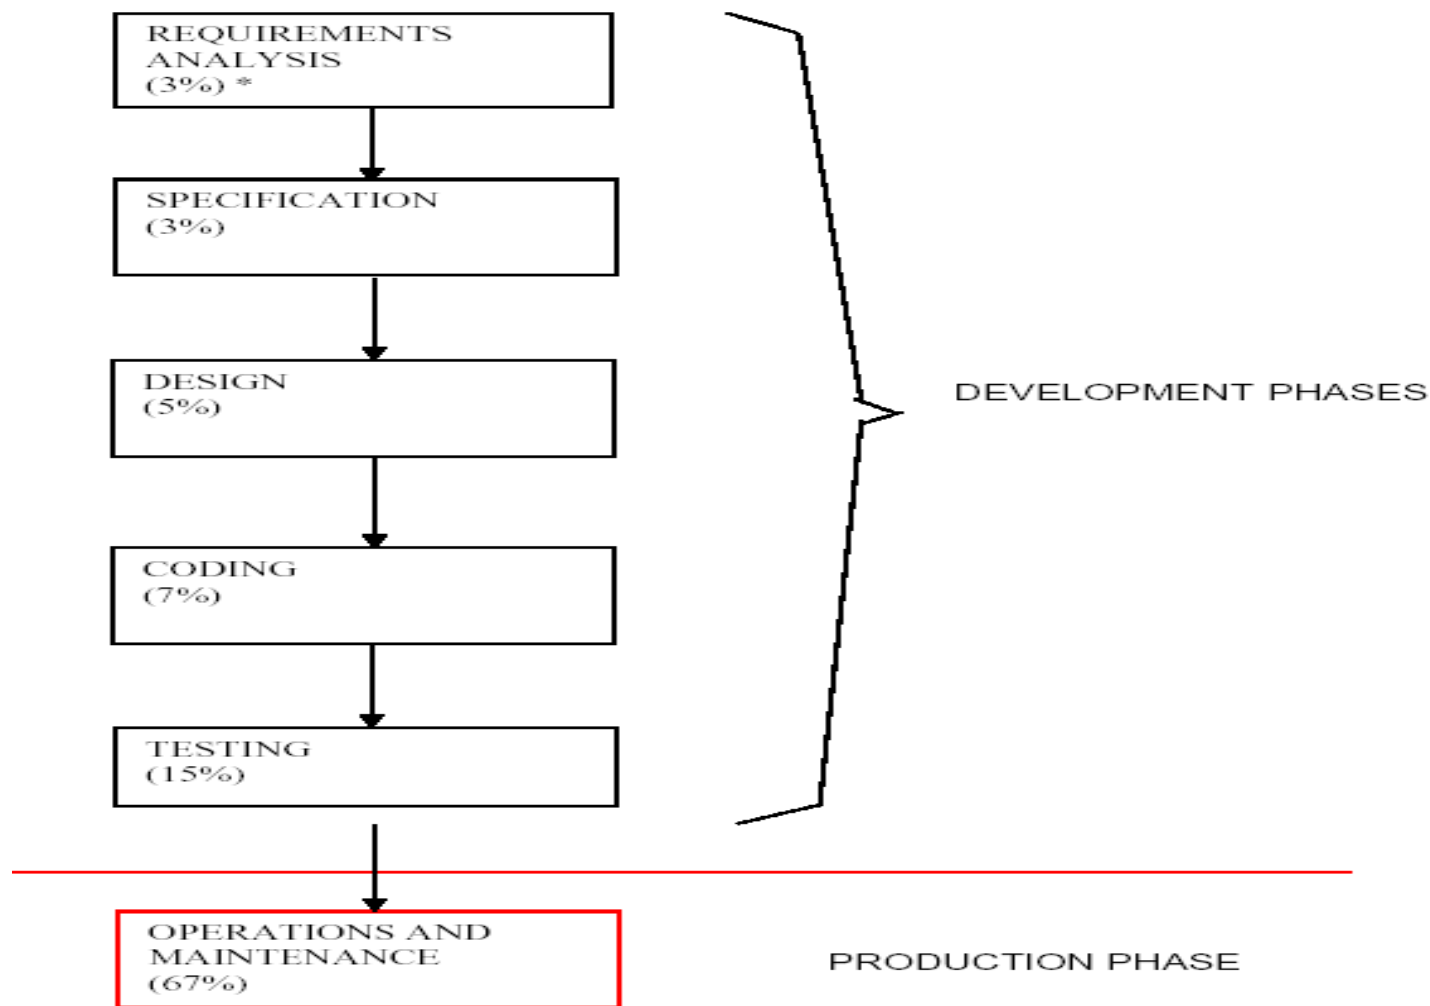 REQUIREMENTS
ANALYSIS
(3%) *
SPECIFICATION
(3%)
DESIGN
(5%)
DEVELOPMENT PHASES
CODING
(7%)
TESTING
(15%)
OPERATIONS AND
MAINTENANCE
(67%)
PRODUCTION PHASE